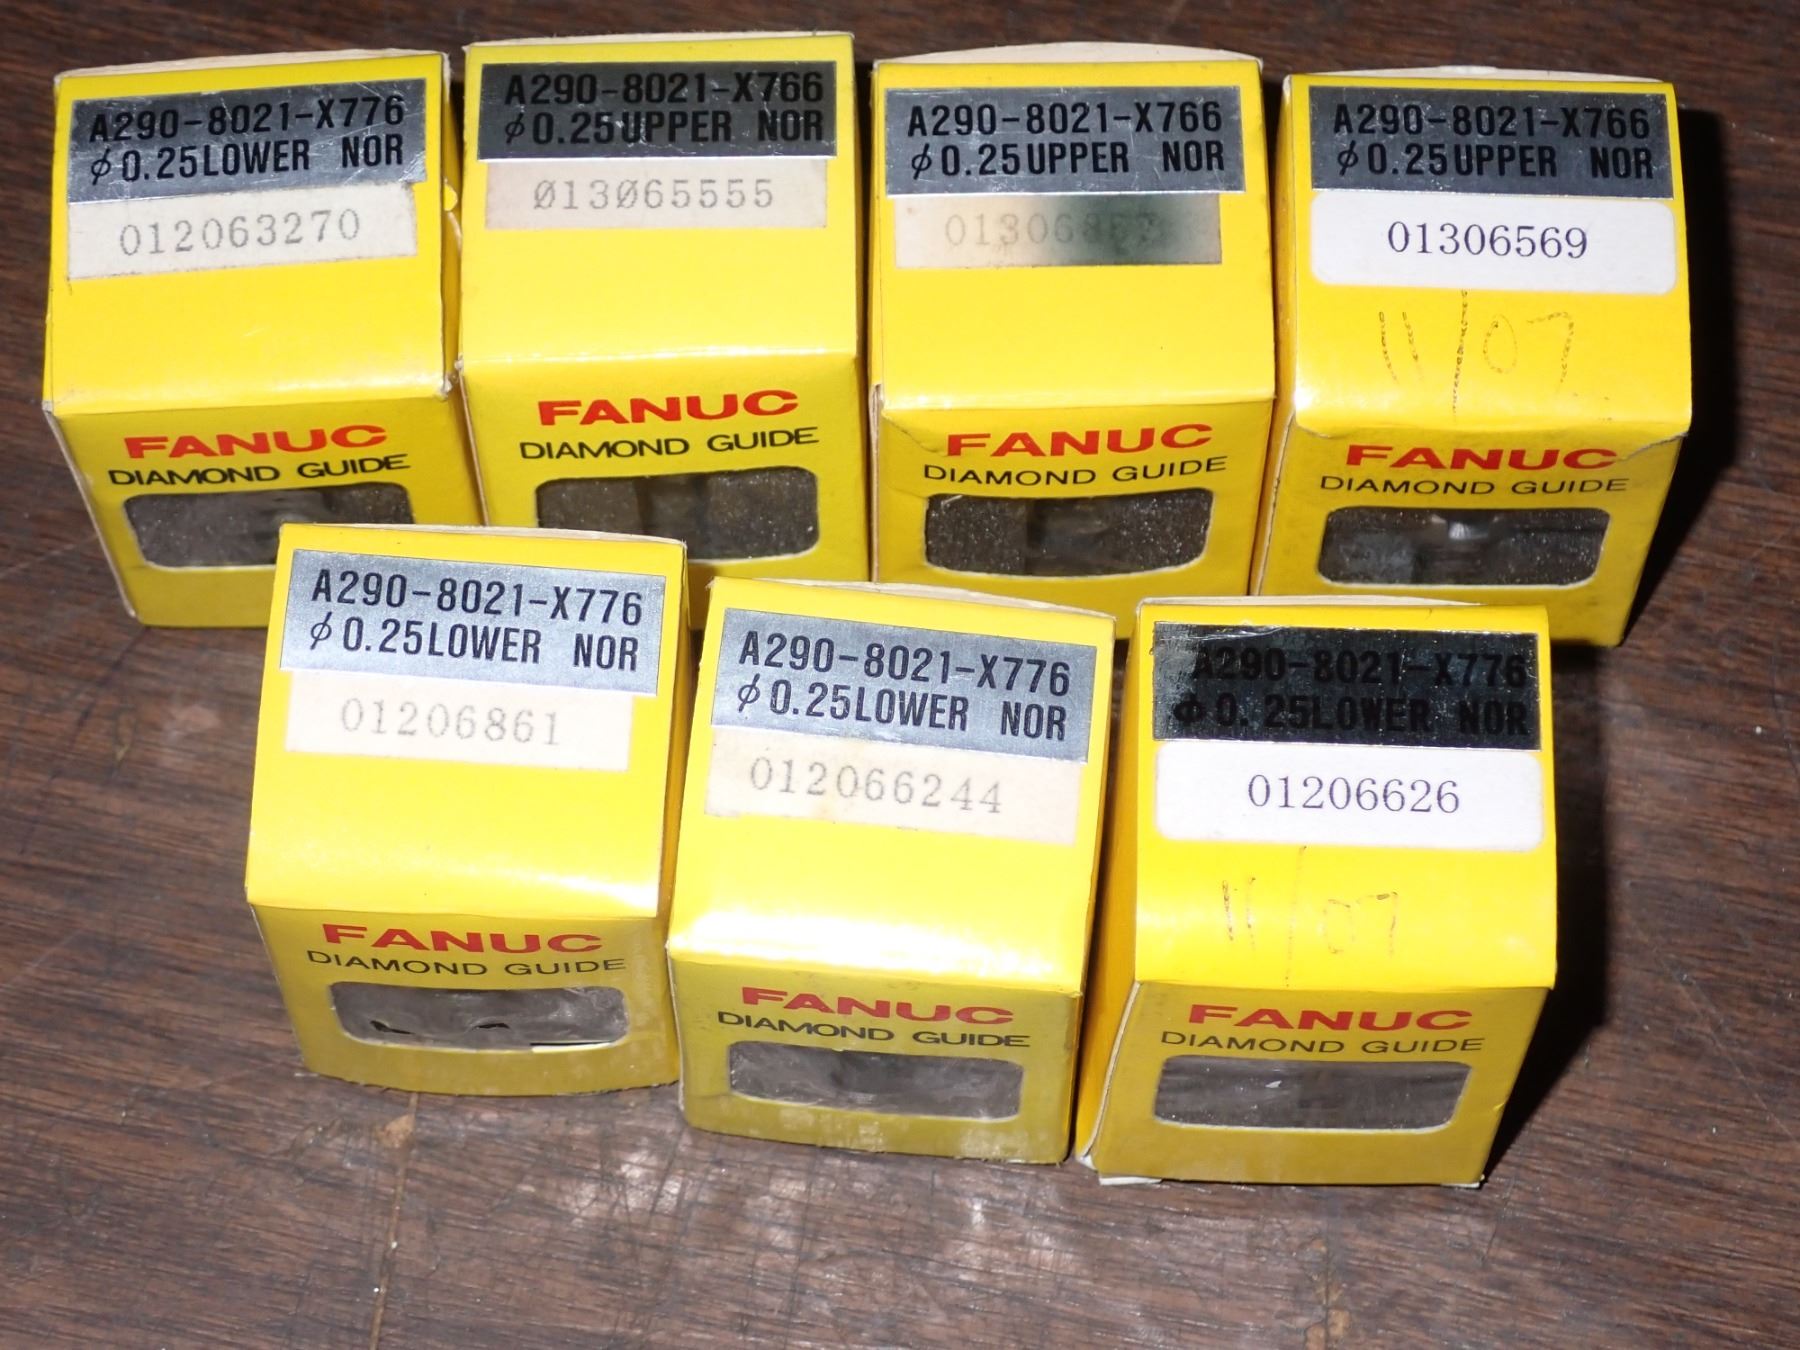 A290-8021-X776
φ0.25LOWER NOR
012063270
FANUC
DIAMOND GUIDE
A290-8021-X766
φ0.25UPPER NOR
013065555
FANUC
DIAMOND GUIDE
A290-8021-X766
φ0.25UPPER NOR
FANUC
DIAMOND GUIDE
A290-8021-X766
φ0.25UPPER NOR
01306569
11/07
FANUC
DIAMOND GUIDE
A290-8021-X776
φ0.25LOWER NOR
01206861
FANUC
DIAMOND GUIDE
A290-8021-X776
φ0.25LOWER NOR
012066244
FANUC
DIAMOND GUIDE
A290-8021-X776
φ0.25LOWER NOR
01206626
11/07
FANUC
DIAMOND GUIDE